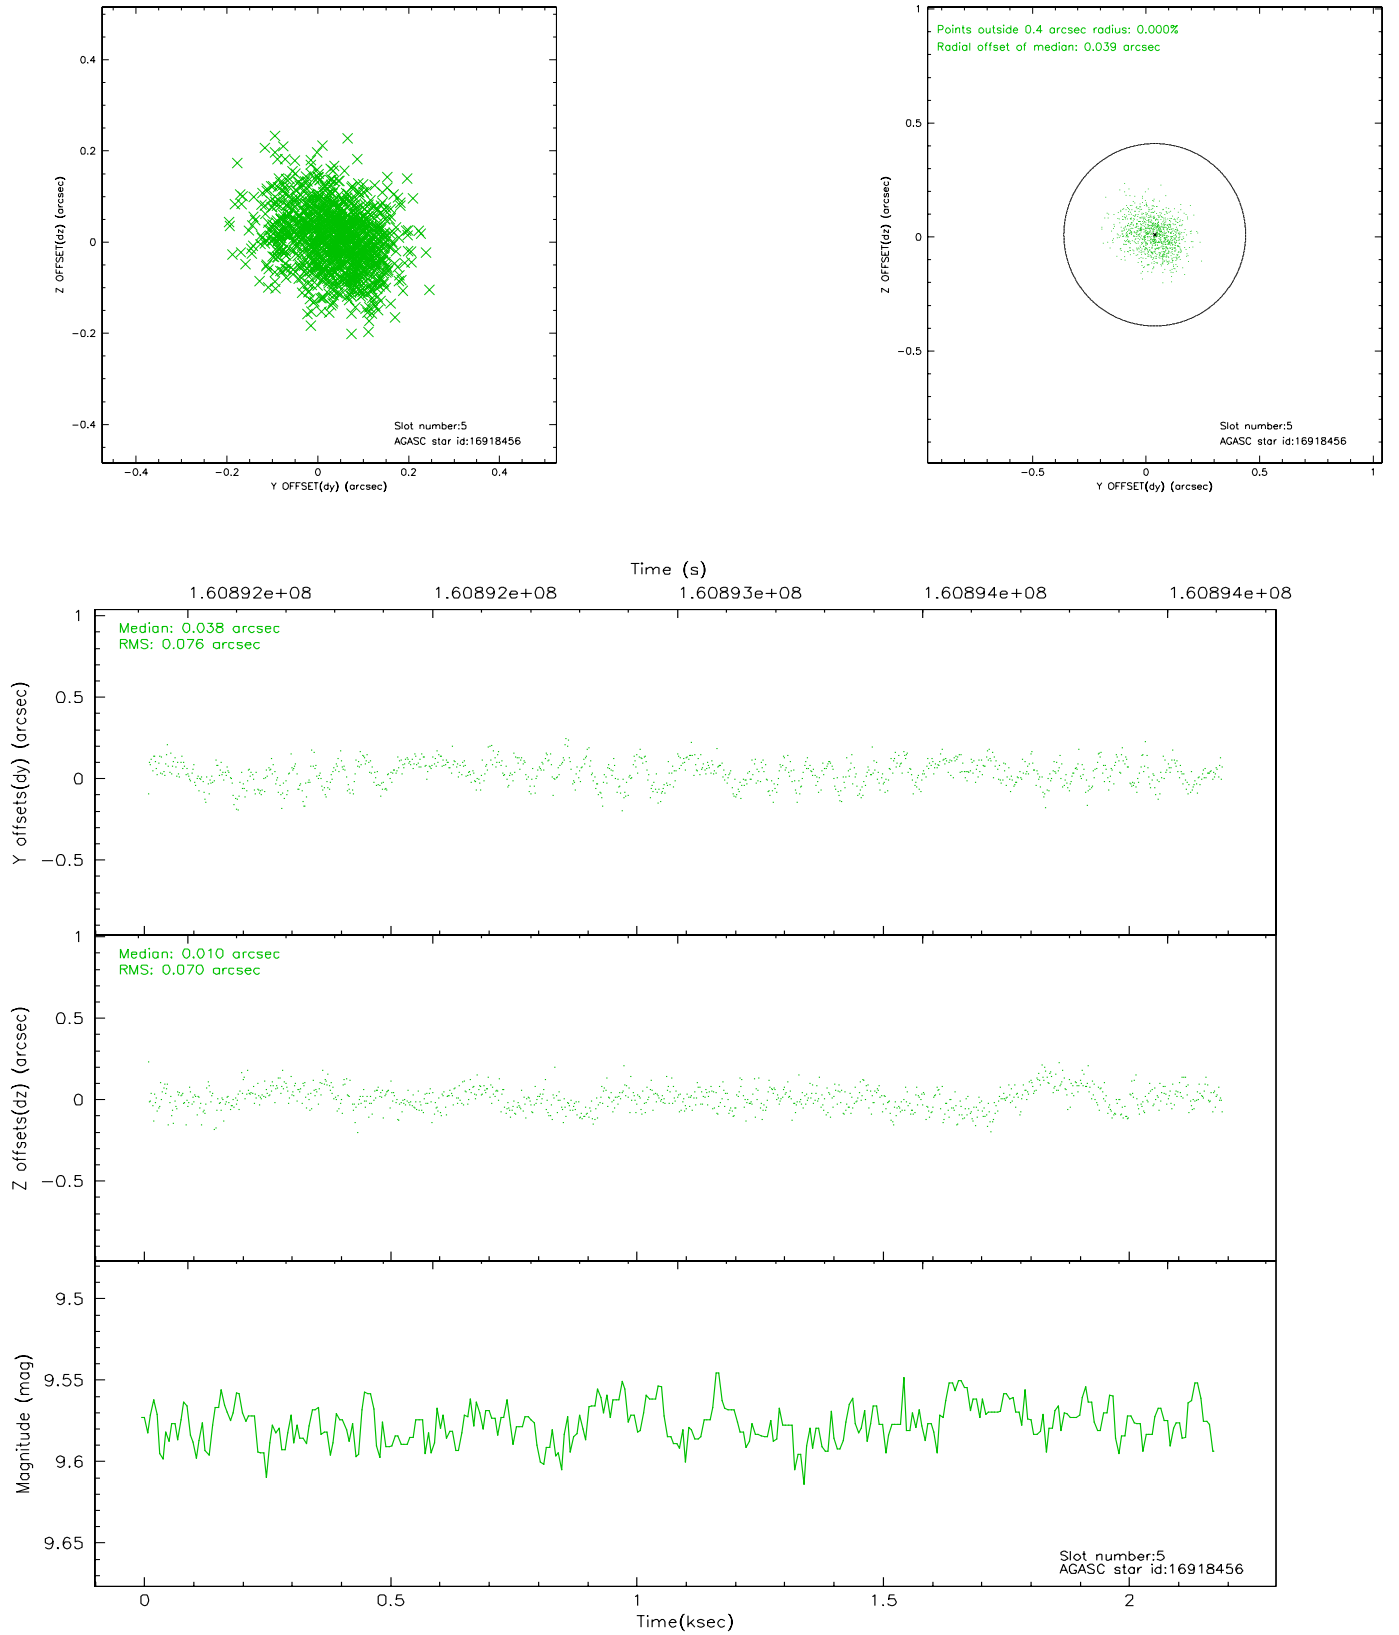 0.4
0.2
0
-0.2
-0.4
Z OFFSET(dz) (arcsec)
Slot number:5
AGASC star id:16918456
-0.4 -0.2 0 0.2 0.4
Y OFFSET(dy) (arcsec)
Points outside 0.4 arcsec radius: 0.000%
Radial offset of median: 0.039 arcsec
1
0.5
0
-0.5
Z OFFSET(dz) (arcsec)
Slot number:5
AGASC star id:16918456
-0.5 0 0.5 1
Y OFFSET(dy) (arcsec)
Time (s)
1.60892e+08 1.60892e+08 1.60893e+08 1.60894e+08 1.60894e+08
Median: 0.038 arcsec
RMS: 0.076 arcsec
1
0.5
0
-0.5
Y offsets(dy) (arcsec)
Median: 0.010 arcsec
RMS: 0.070 arcsec
1
0.5
0
-0.5
Z offsets(dz) (arcsec)
9.5
9.55
9.6
9.65
Magnitude (mag)
Slot number:5
AGASC star id:16918456
0 0.5 1 1.5 2
Time(ksec)